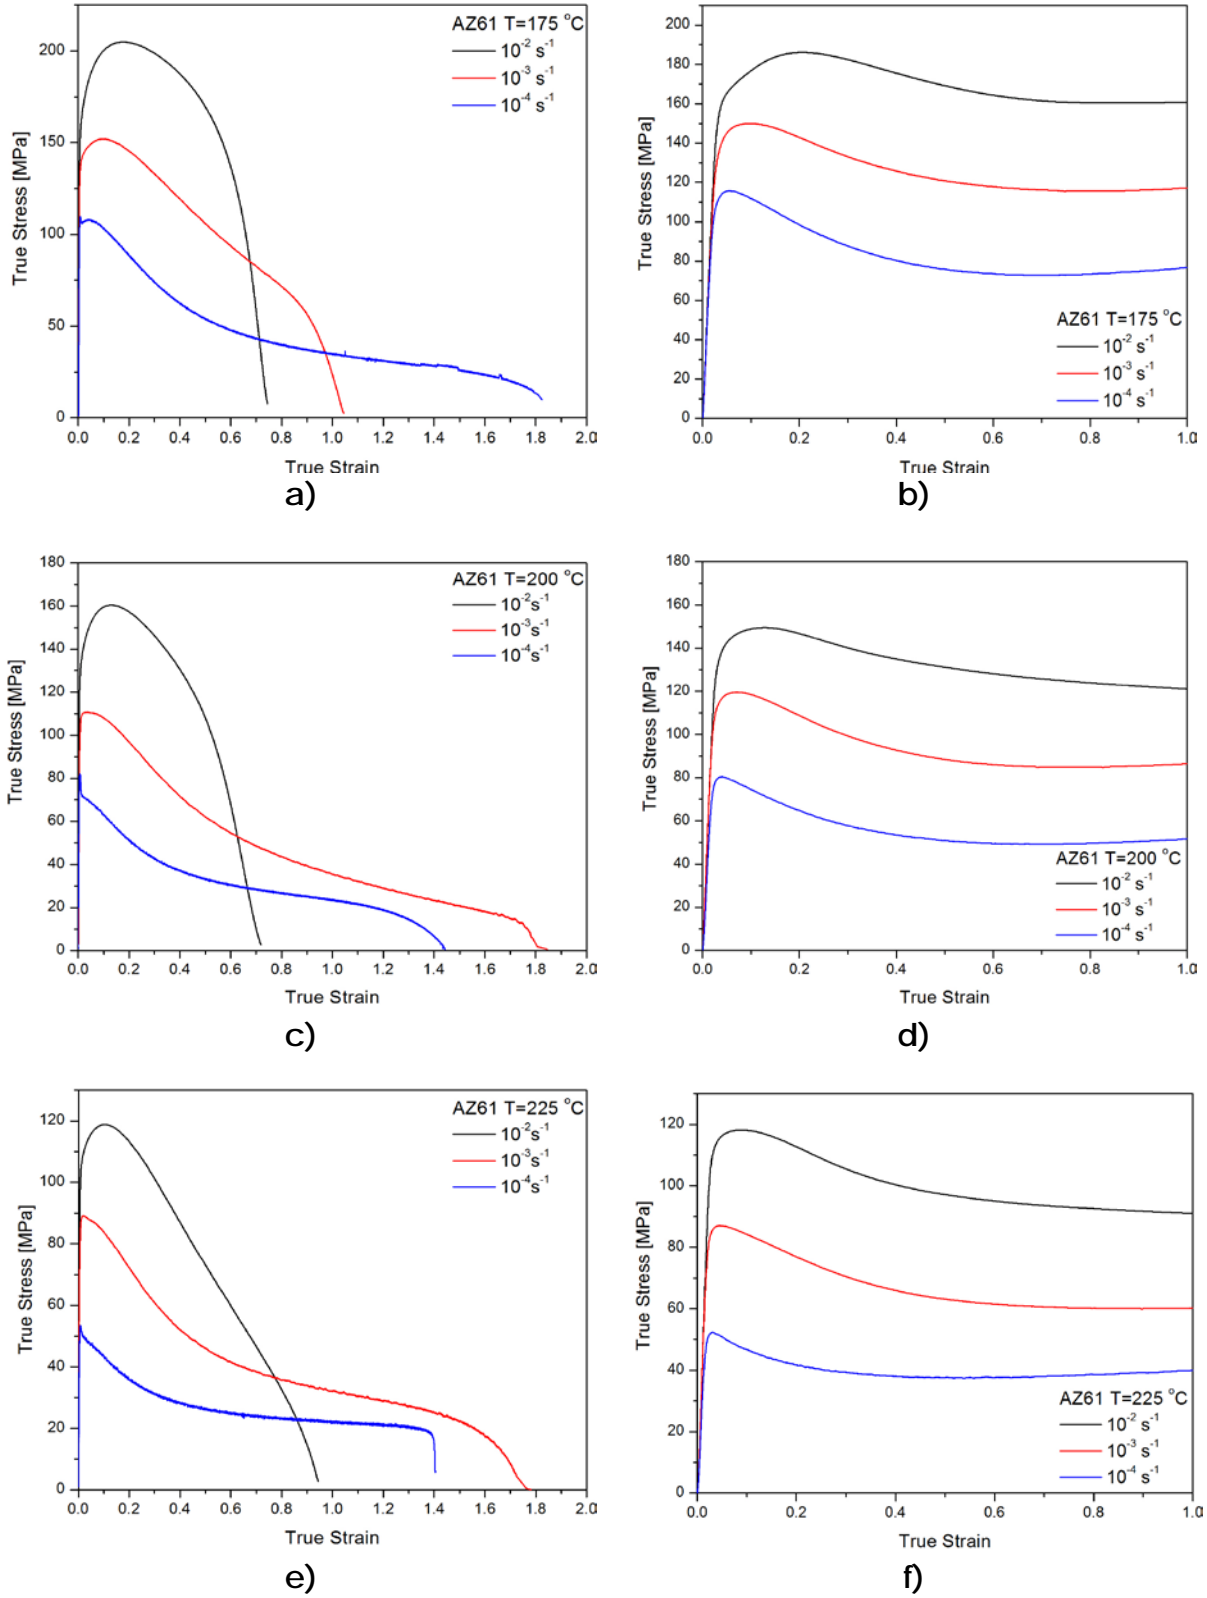 AZ61 T=175 °C
10⁻² s⁻¹
10⁻³ s⁻¹
10⁻⁴ s⁻¹
True Stress [MPa]
200
150
100
50
0
0.0 0.2 0.4 0.6 0.8 1.0 1.2 1.4 1.6 1.8 2.0
True Strain
a)
True Stress [MPa]
200
180
160
140
120
100
80
60
40
20
0
AZ61 T=175 °C
10⁻² s⁻¹
10⁻³ s⁻¹
10⁻⁴ s⁻¹
0.0 0.2 0.4 0.6 0.8 1.0
True Strain
b)
AZ61 T=200 °C
10⁻²s⁻¹
10⁻³s⁻¹
10⁻⁴s⁻¹
True Stress [MPa]
180
160
140
120
100
80
60
40
20
0
0.0 0.2 0.4 0.6 0.8 1.0 1.2 1.4 1.6 1.8 2.0
True Strain
c)
True Stress [MPa]
180
160
140
120
100
80
60
40
20
0
AZ61 T=200 °C
10⁻² s⁻¹
10⁻³ s⁻¹
10⁻⁴ s⁻¹
0.0 0.2 0.4 0.6 0.8 1.0
True Strain
d)
AZ61 T=225 °C
10⁻²s⁻¹
10⁻³s⁻¹
10⁻⁴s⁻¹
True Stress [MPa]
120
100
80
60
40
20
0
0.0 0.2 0.4 0.6 0.8 1.0 1.2 1.4 1.6 1.8 2.0
True Strain
e)
True Stress [MPa]
120
100
80
60
40
20
0
AZ61 T=225 °C
10⁻² s⁻¹
10⁻³ s⁻¹
10⁻⁴ s⁻¹
0.0 0.2 0.4 0.6 0.8 1.0
True Strain
f)